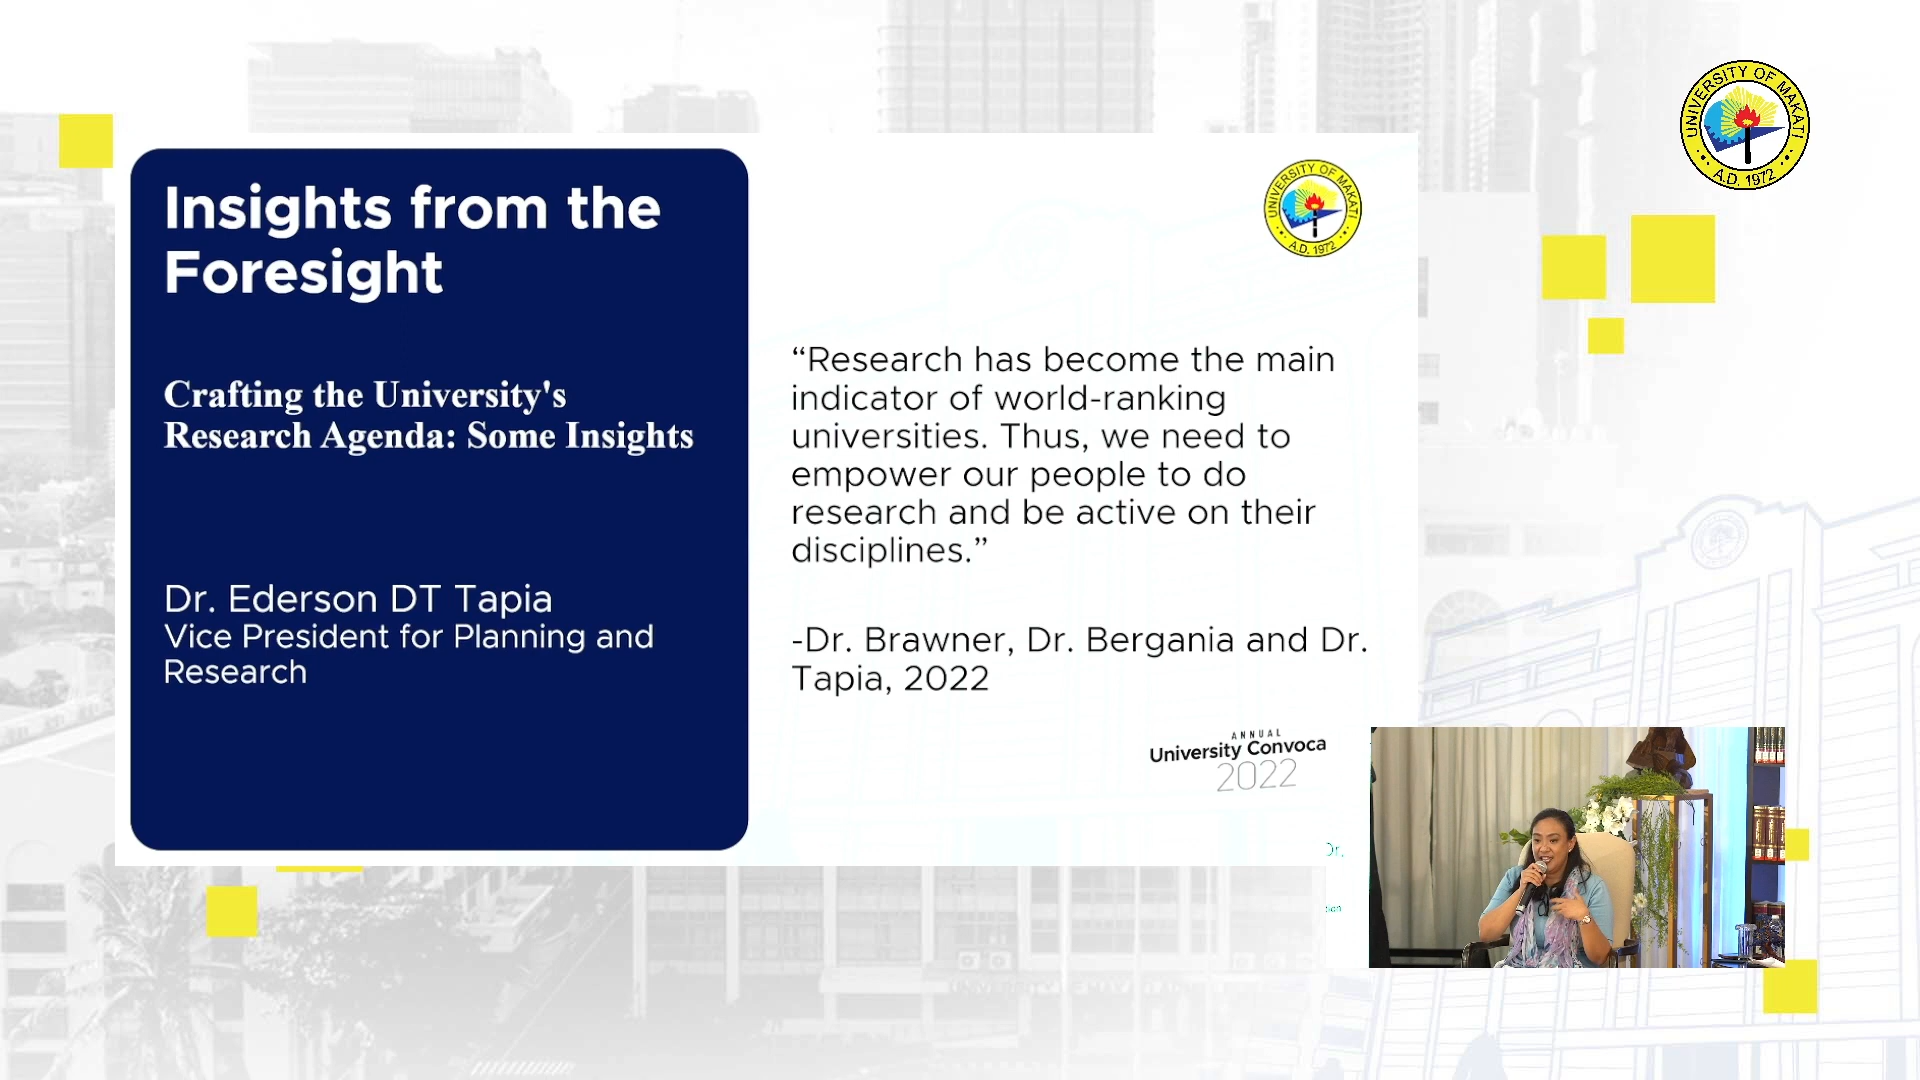 UNIVERSITY OF MAKATI
A.D. 1972
Insights from the
Foresight
Crafting the University's
Research Agenda: Some Insights
Dr. Ederson DT Tapia
Vice President for Planning and
Research
UNIVERSITY OF MAKATI
A.D. 1972
“Research has become the main
indicator of world-ranking
universities. Thus, we need to
empower our people to do
research and be active on their
disciplines.”
-Dr. Brawner, Dr. Bergania and Dr.
Tapia, 2022
ANNUAL
University Convoca
2022
Dr.